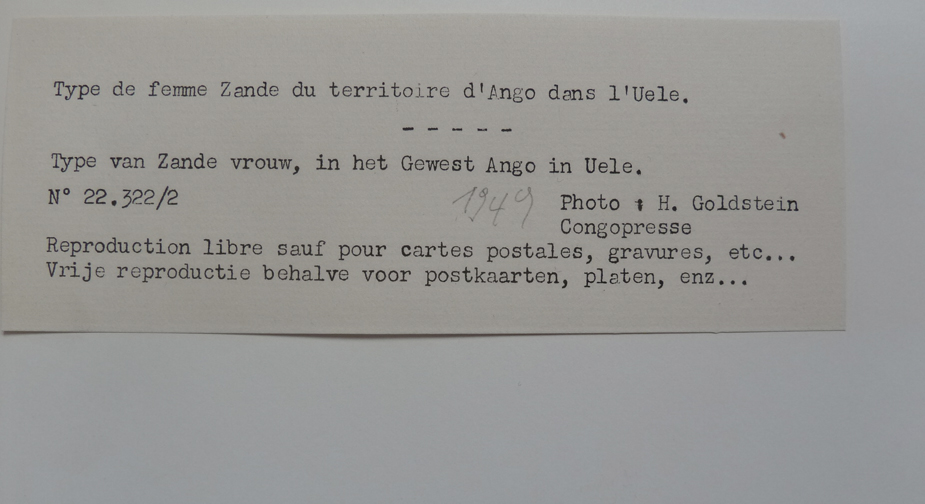 Type de femme Zande du territoire d'Ango dans l'Uele.
- - - - -
Type van Zande vrouw, in het Gewest Ango in Uele.
N° 22.322/2
1949
Photo : H. Goldstein
Congopresse
Reproduction libre sauf pour cartes postales, gravures, etc...
Vrije reproductie behalve voor postkaarten, platen, enz...